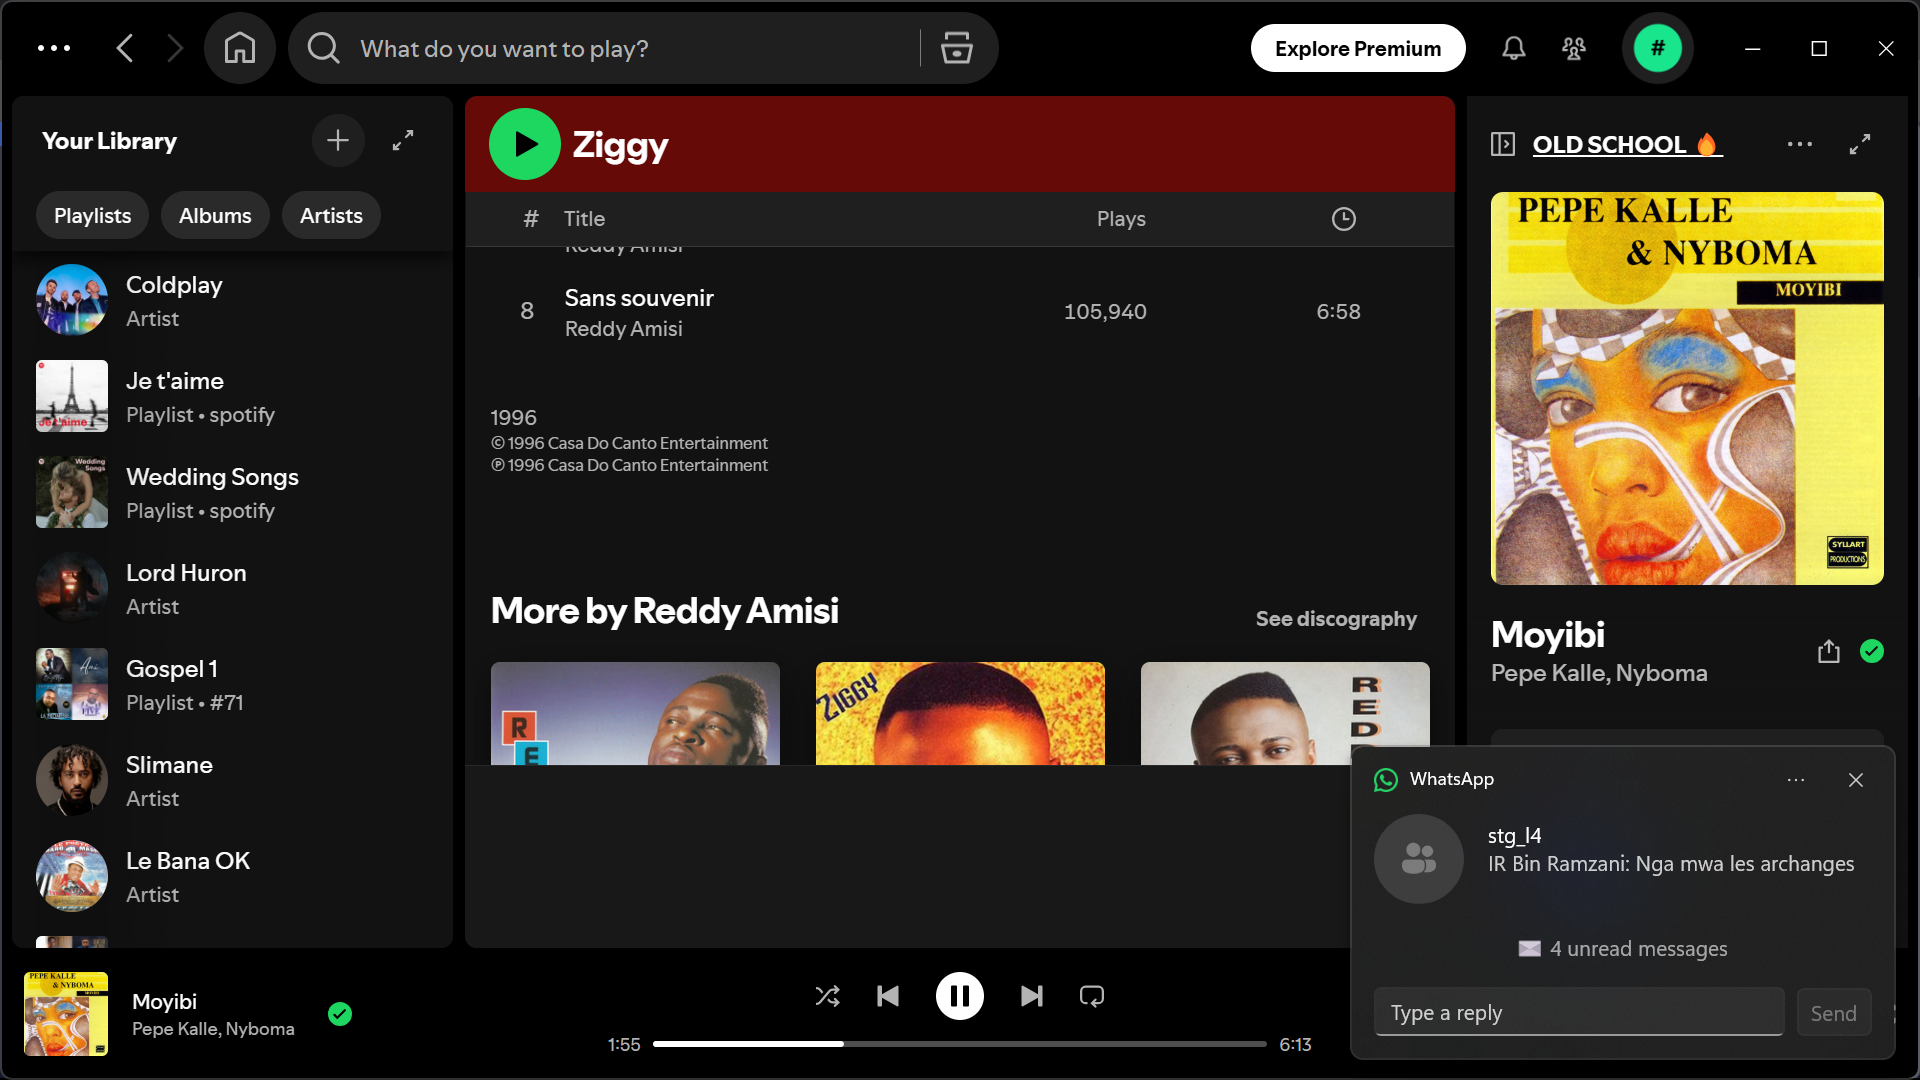 What do you want to play?
Explore Premium
#
Your Library
Playlists
Albums
Artists
Coldplay
Artist
Je t'aime
Playlist • spotify
Wedding Songs
Playlist • spotify
Lord Huron
Artist
Gospel 1
Playlist • #71
Slimane
Artist
Le Bana OK
Artist
Ziggy
# Title Plays
Reddy Amisi
8 Sans souvenir 105,940 6:58
Reddy Amisi
1996
© 1996 Casa Do Canto Entertainment
℗ 1996 Casa Do Canto Entertainment
More by Reddy Amisi
See discography
R
E
ZIGGY
R
E
D
OLD SCHOOL 🔥
PEPE KALLE
& NYBOMA
MOYIBI
SYLLART
PRODUCTIONS
Moyibi
Pepe Kalle, Nyboma
WhatsApp
stg_l4
IR Bin Ramzani: Nga mwa les archanges
4 unread messages
Type a reply
Send
PEPE KALLE
& NYBOMA
Moyibi
Pepe Kalle, Nyboma
1:55
6:13